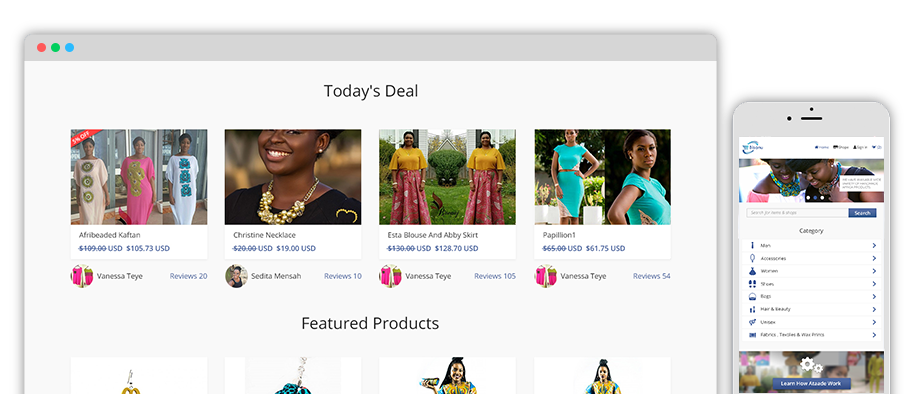 Today's Deal
5% OFF
Afribeaded Kaftan
$109.00 USD $105.73 USD
Vanessa Teye
Reviews 20
Christine Necklace
$20.00 USD $19.00 USD
Sedita Mensah
Reviews 10
Esta Blouse And Abby Skirt
$130.00 USD $128.70 USD
Vanessa Teye
Reviews 105
Papillion1
$65.00 USD $61.75 USD
Vanessa Teye
Reviews 54
Featured Products
Home Shops Sign In
Search for items & shops
Search
Category
Men
Accessories
Women
Shoes
Bags
Hair & Beauty
Unisex
Fabrics , Textiles & Wax Prints
Learn How Ataade Work